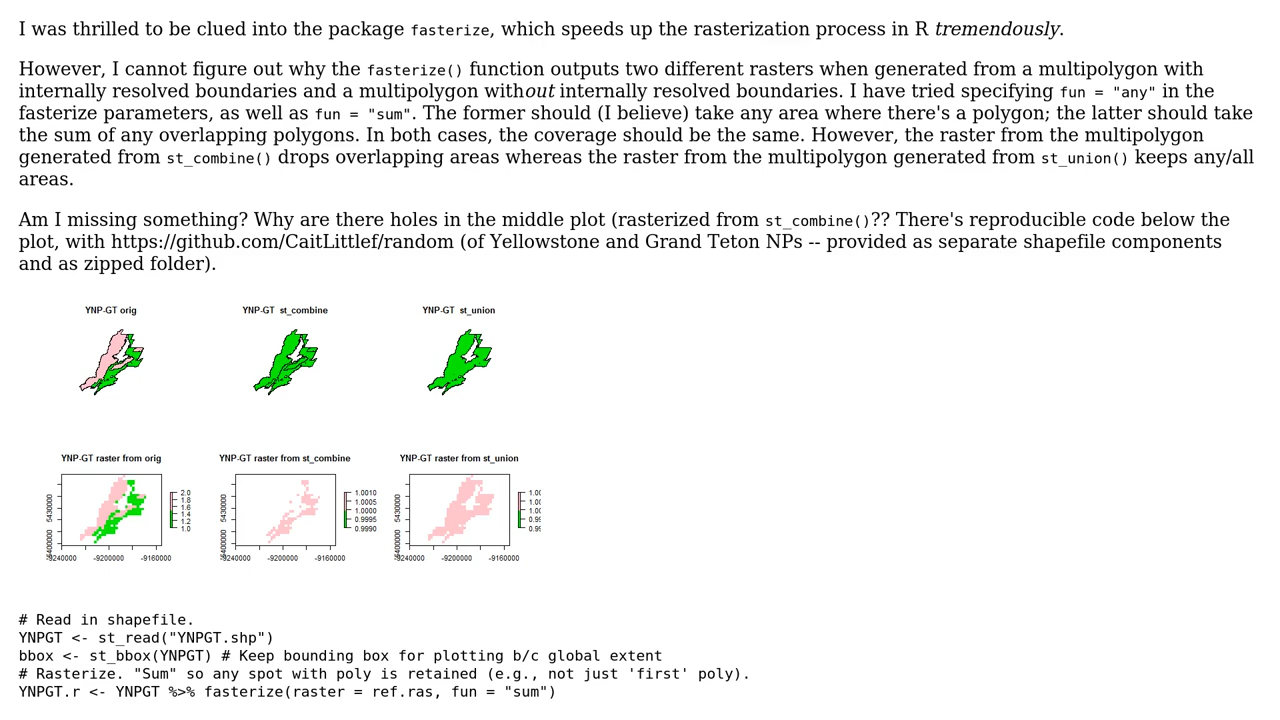 I was thrilled to be clued into the package fasterize, which speeds up the rasterization process in R tremendously.
However, I cannot figure out why the fasterize() function outputs two different rasters when generated from a multipolygon with
internally resolved boundaries and a multipolygon without internally resolved boundaries. I have tried specifying fun = "any" in the
fasterize parameters, as well as fun = "sum". The former should (I believe) take any area where there's a polygon; the latter should take
the sum of any overlapping polygons. In both cases, the coverage should be the same. However, the raster from the multipolygon
generated from st_combine() drops overlapping areas whereas the raster from the multipolygon generated from st_union() keeps any/all
areas.
Am I missing something? Why are there holes in the middle plot (rasterized from st_combine()?? There's reproducible code below the
plot, with https://github.com/CaitLittlef/random (of Yellowstone and Grand Teton NPs -- provided as separate shapefile components
and as zipped folder).
YNP-GT orig YNP-GT st_combine YNP-GT st_union
YNP-GT raster from orig YNP-GT raster from st_combine YNP-GT raster from st_union
2.0 1.8 1.6 1.4 1.2 1.0
1.0010 1.0005 1.0000 0.9995 0.9990
1.00 1.00 1.00 0.99 0.99
5430000 5430000 5430000
-9200000 -9160000 -9200000 -9160000 -9200000 -9160000
# Read in shapefile.
YNPGT <- st_read("YNPGT.shp")
bbox <- st_bbox(YNPGT) # Keep bounding box for plotting b/c global extent
# Rasterize. "Sum" so any spot with poly is retained (e.g., not just 'first' poly).
YNPGT.r <- YNPGT %>% fasterize(raster = ref.ras, fun = "sum")